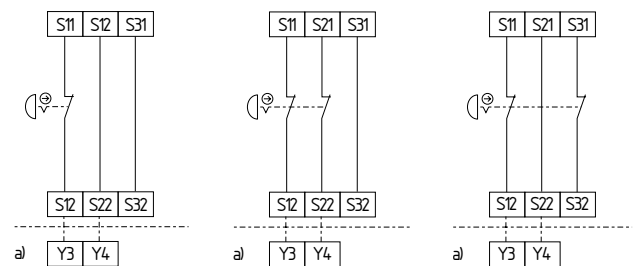 S11 S12 S31 S11 S21 S31 S11 S21 S31
S12 S22 S32 S12 S22 S32 S12 S22 S32
a) Y3 Y4 a) Y3 Y4 a) Y3 Y4